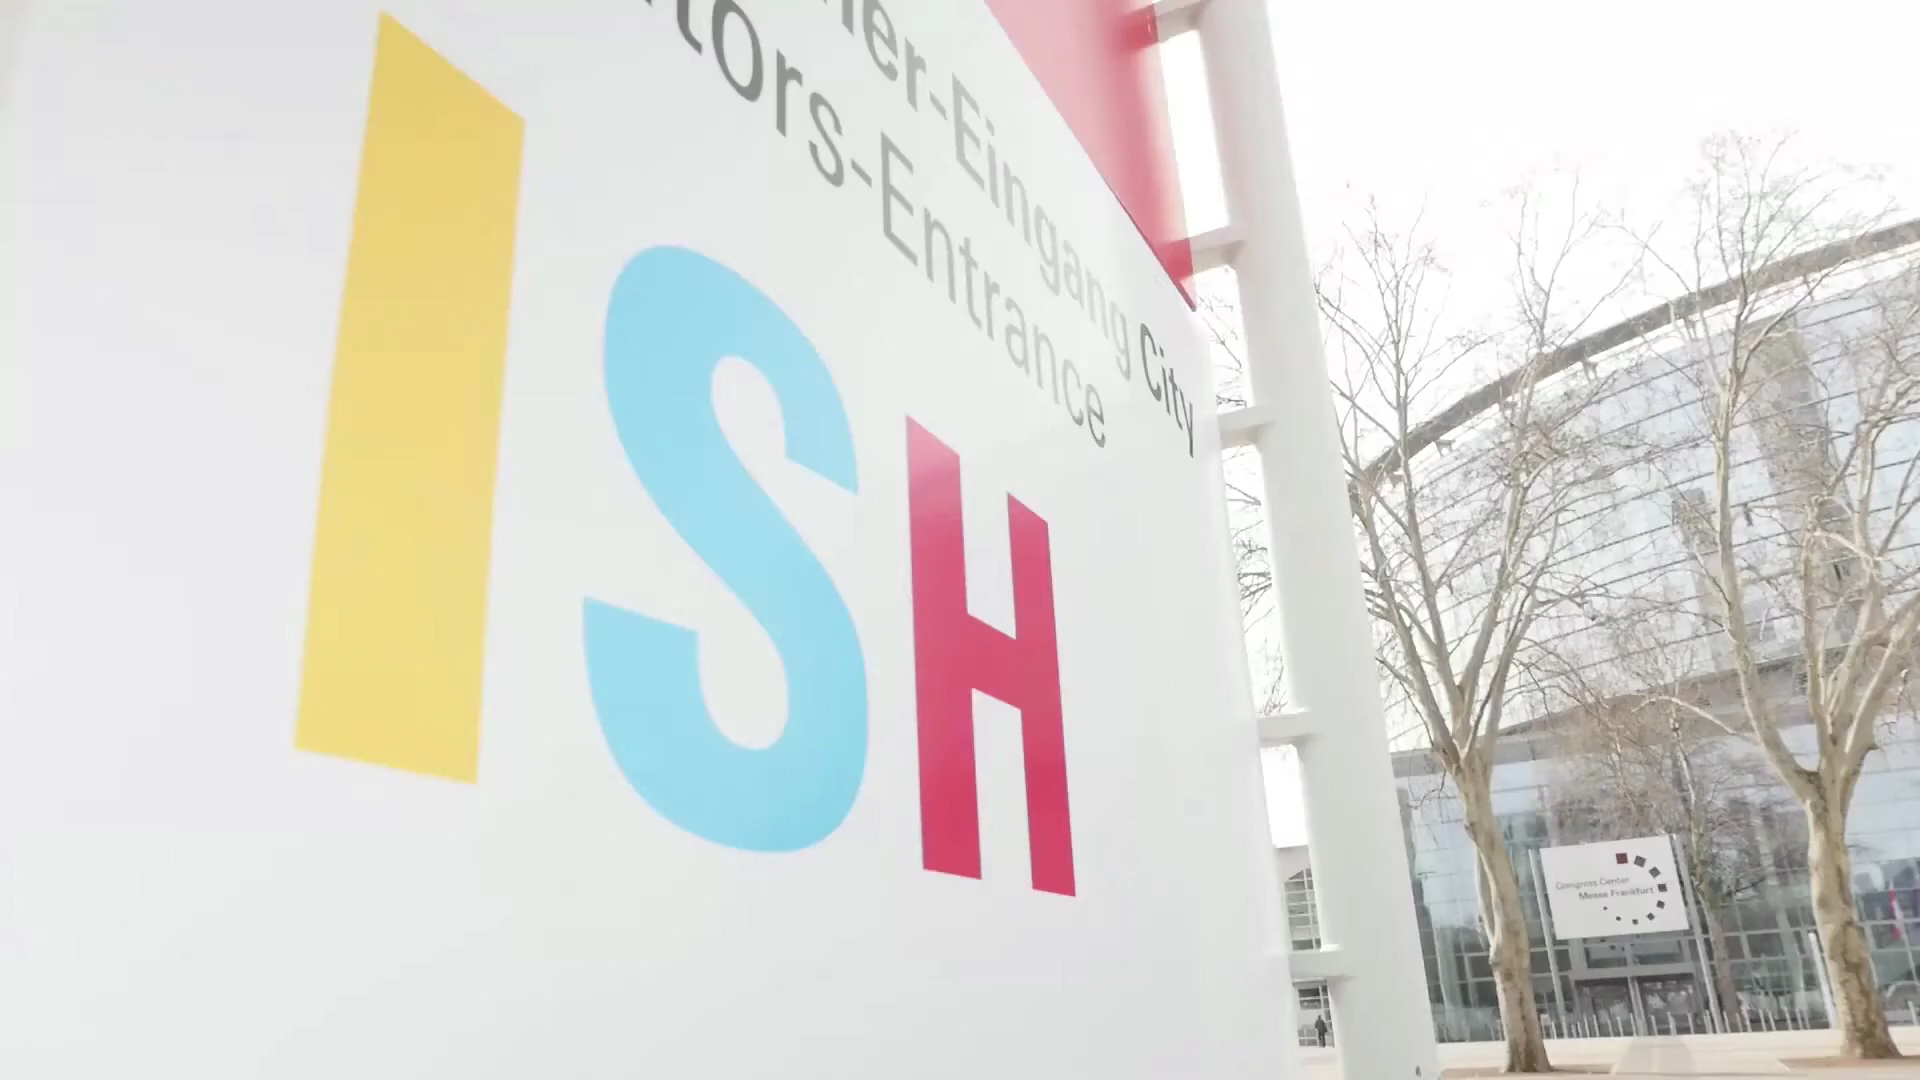 er-Eingang City
tors-Entrance
ISH
Congress Center
Messe Frankfurt